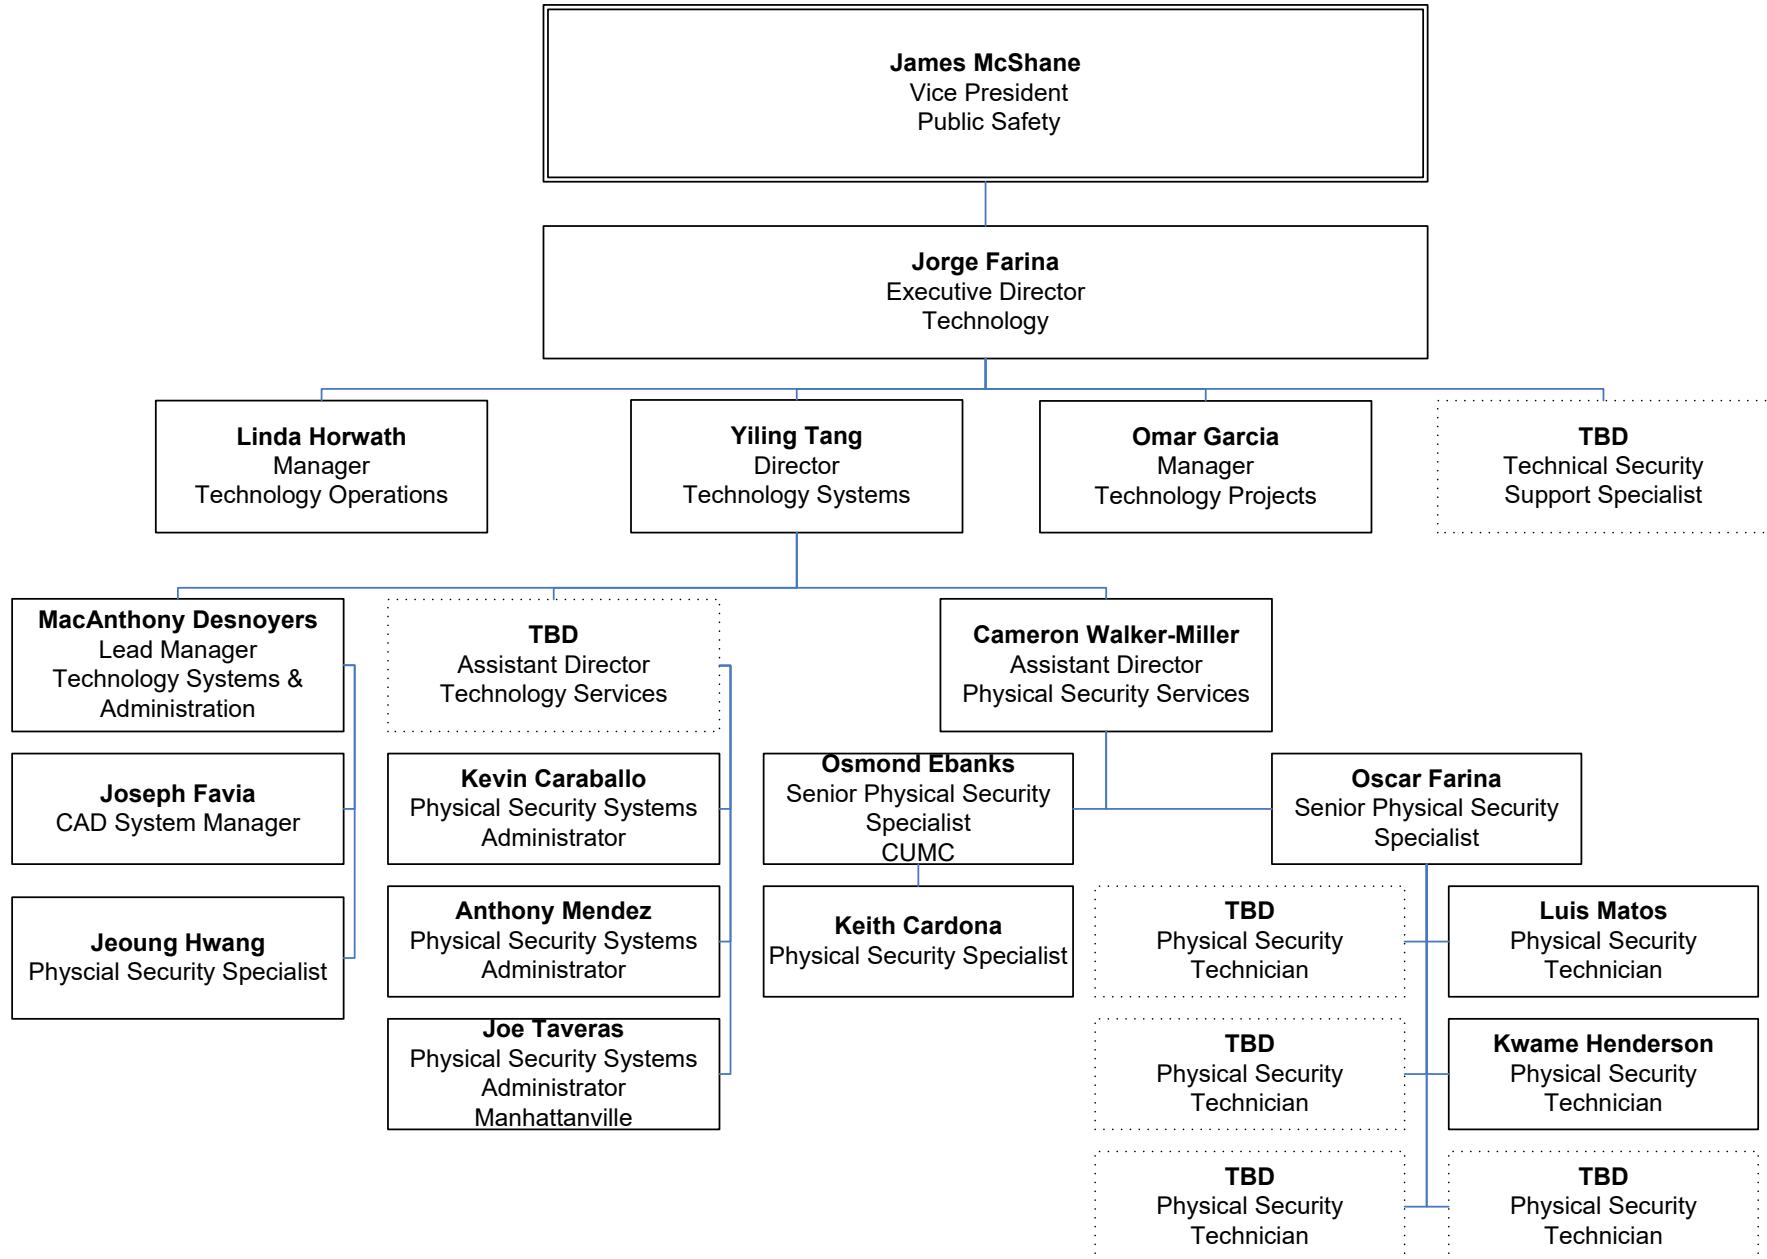 James McShane
Vice President
Public Safety
Jorge Farina
Executive Director
Technology
Linda Horwath
Manager
Technology Operations
Yiling Tang
Director
Technology Systems
Omar Garcia
Manager
Technology Projects
TBD
Technical Security
Support Specialist
MacAnthony Desnoyers
Lead Manager
Technology Systems &
Administration
TBD
Assistant Director
Technology Services
Cameron Walker-Miller
Assistant Director
Physical Security Services
Joseph Favia
CAD System Manager
Kevin Caraballo
Physical Security Systems
Administrator
Osmond Ebanks
Senior Physical Security
Specialist
CUMC
Oscar Farina
Senior Physical Security
Specialist
Jeoung Hwang
Physcial Security Specialist
Anthony Mendez
Physical Security Systems
Administrator
Keith Cardona
Physical Security Specialist
TBD
Physical Security
Technician
Luis Matos
Physical Security
Technician
Joe Taveras
Physical Security Systems
Administrator
Manhattanville
TBD
Physical Security
Technician
Kwame Henderson
Physical Security
Technician
TBD
Physical Security
Technician
TBD
Physical Security
Technician